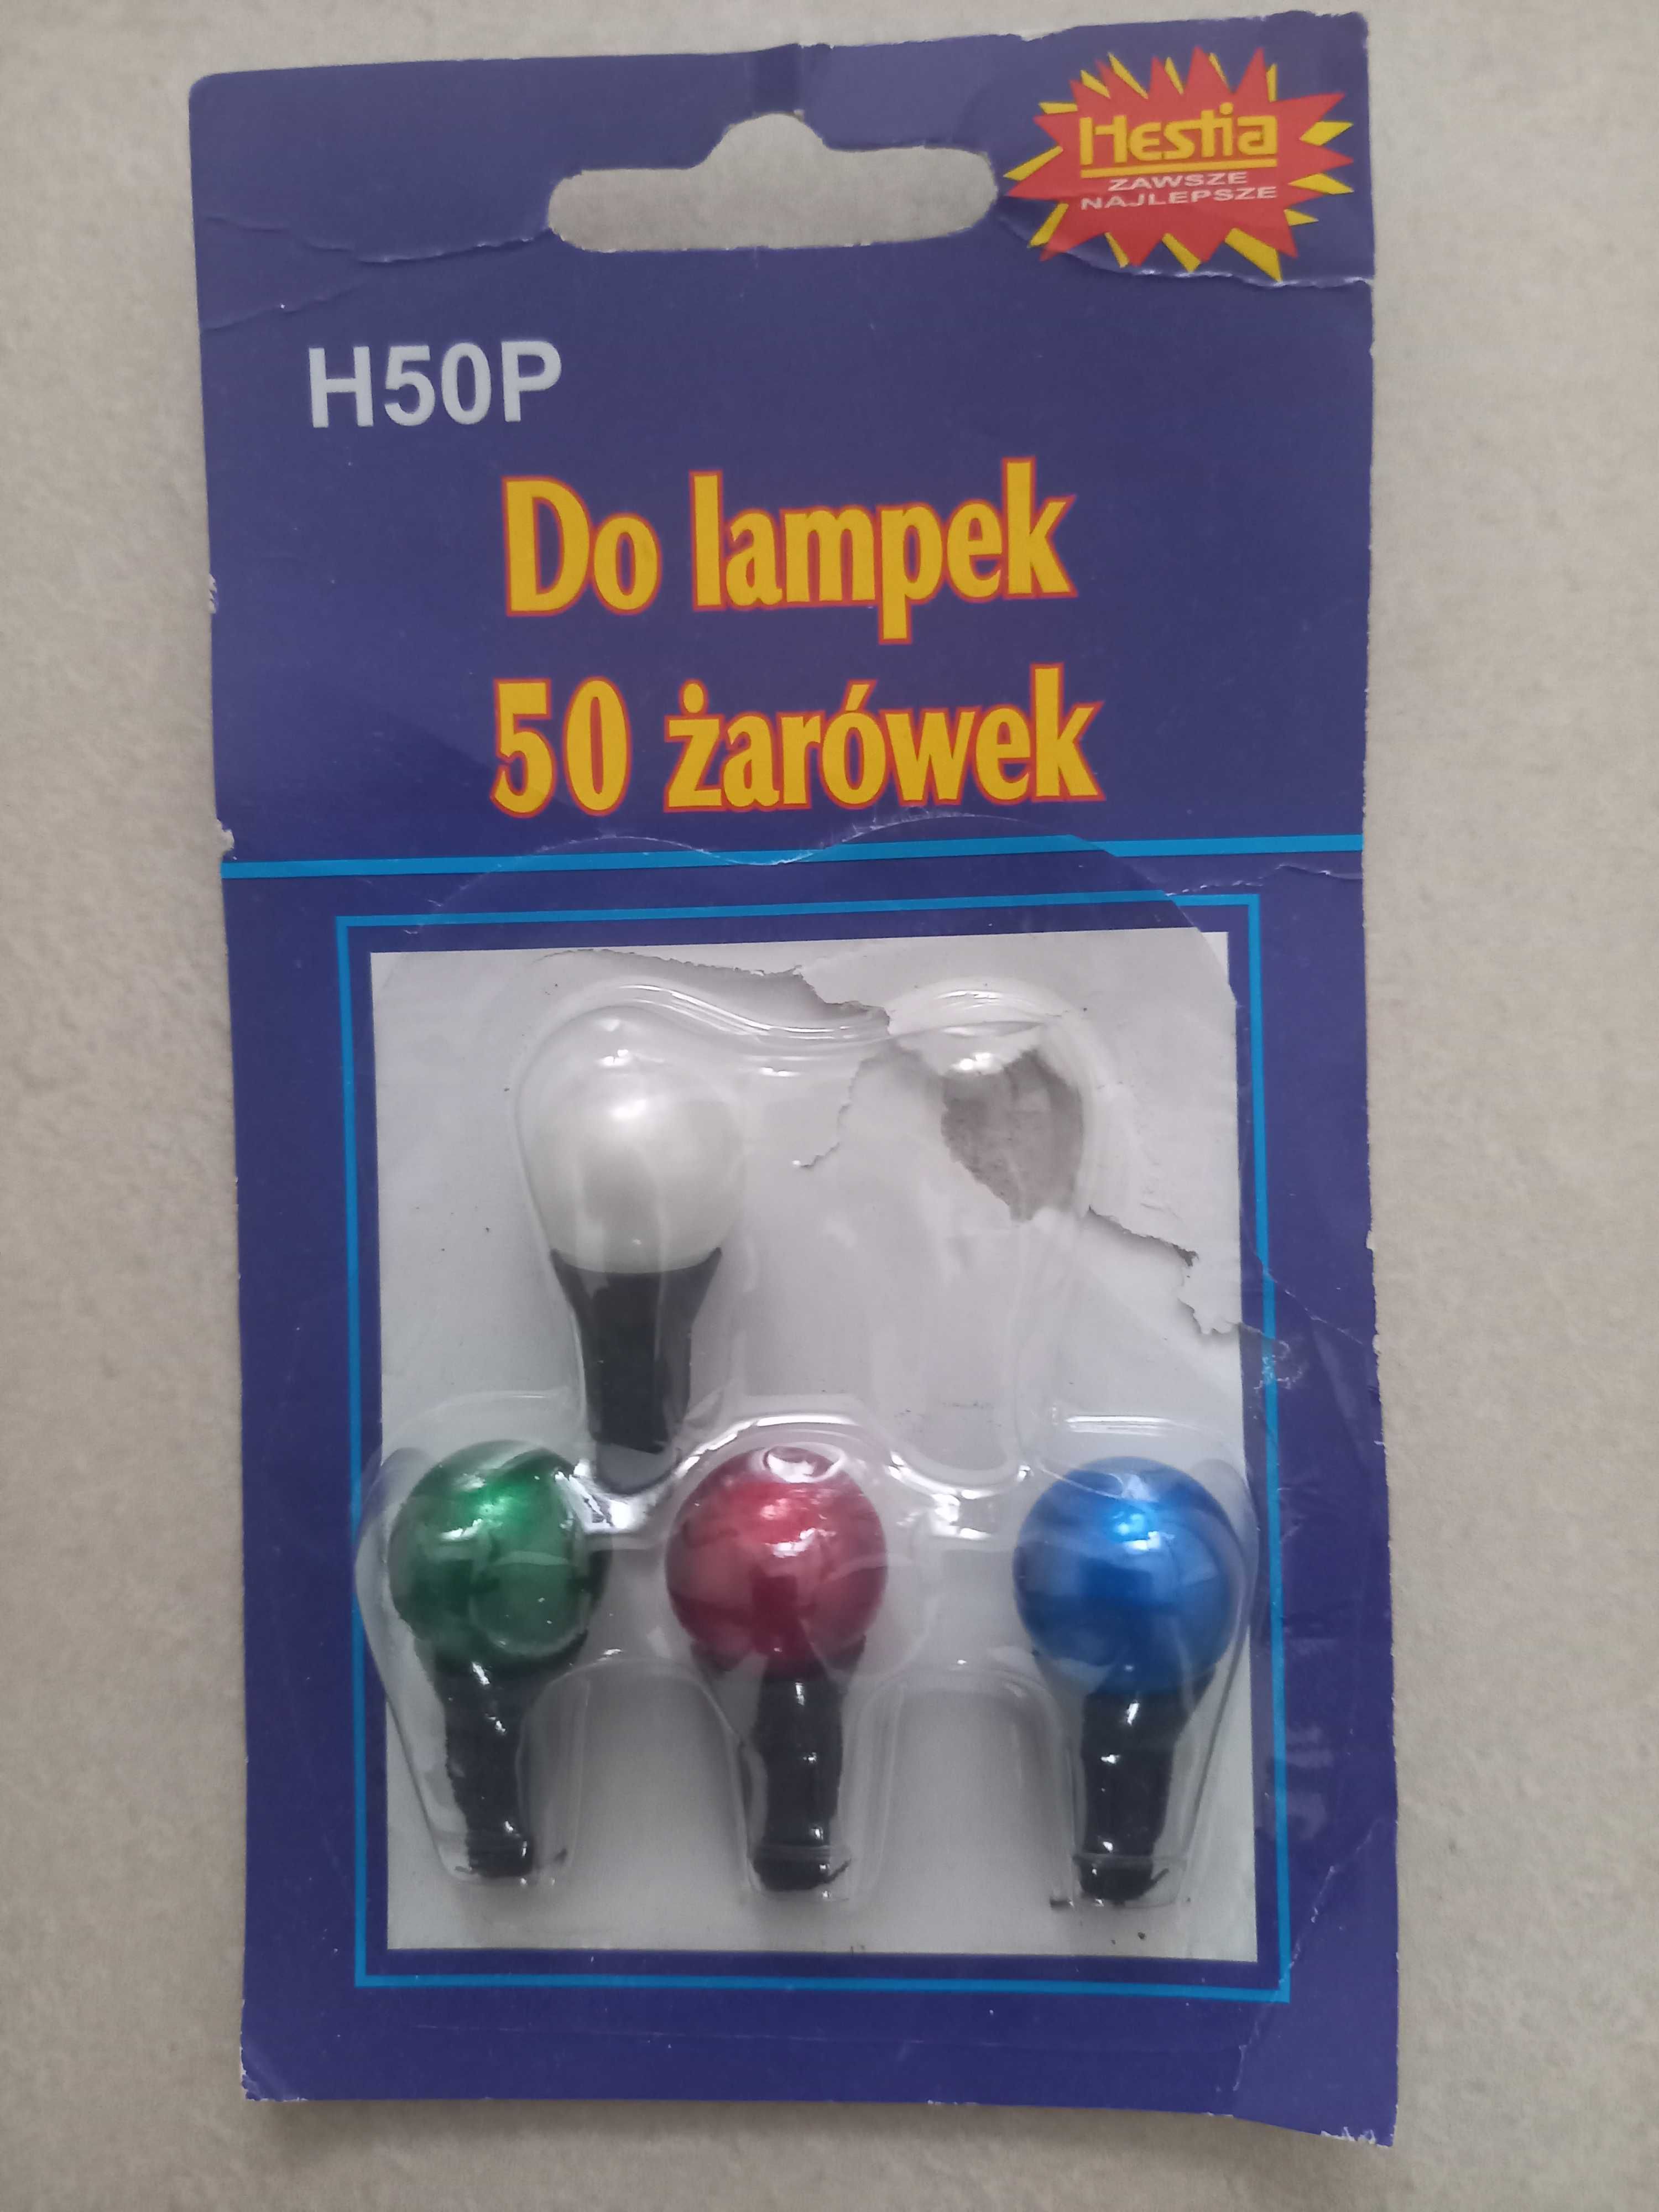 Hestia
ZAWSZE
NAJLEPSZE
H50P
Do lampek
50 żarówek